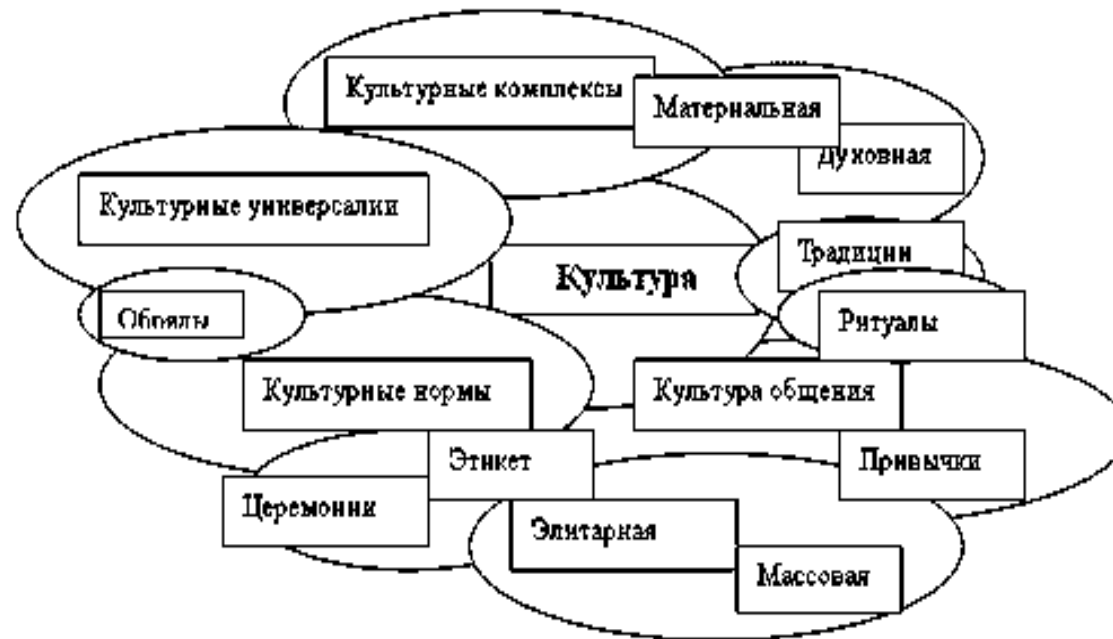 Культурные комплексы
Материальная
Духовная
Культурные универсалии
Традиции
Культура
Обряды
Ритуалы
Культурные нормы
Культура общения
Этикет
Привычки
Церемонии
Элитарная
Массовая